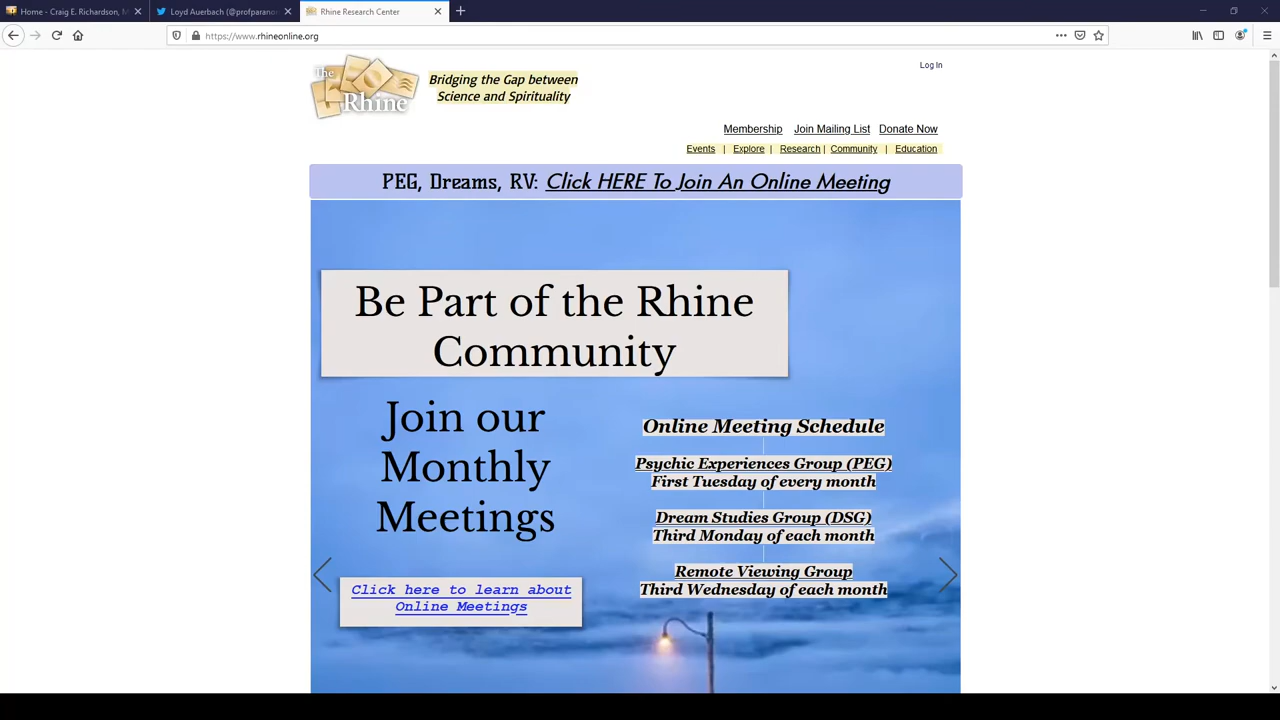 Home - Craig E. Richardson, M
Loyd Auerbach (@profparano
Rhine Research Center
https://www.rhineonline.org
The
Rhine
Bridging the Gap between
Science and Spirituality
Log In
Membership Join Mailing List Donate Now
Events | Explore | Research | Community | Education
PEG, Dreams, RV: Click HERE To Join An Online Meeting
Be Part of the Rhine
Community
Join our
Monthly
Meetings
Click here to learn about
Online Meetings
Online Meeting Schedule
Psychic Experiences Group (PEG)
First Tuesday of every month
Dream Studies Group (DSG)
Third Monday of each month
Remote Viewing Group
Third Wednesday of each month